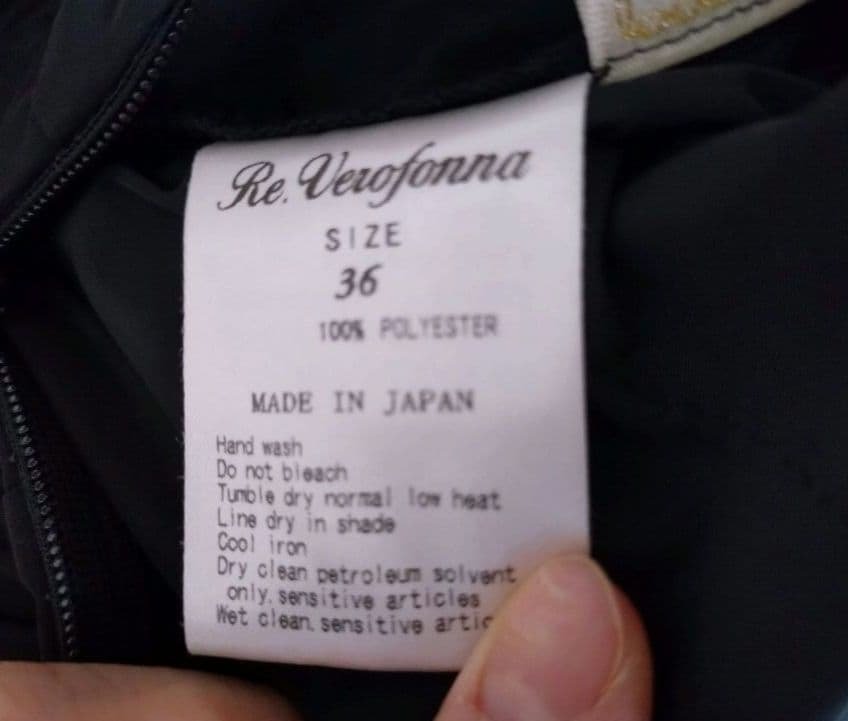 Re. Verofonna
SIZE
36
100% POLYESTER
MADE IN JAPAN
Hand wash
Do not bleach
Tumble dry normal low heat
Line dry in shade
Cool iron
Dry clean petroleum solvent
only. sensitive articles
Wet clean. sensitive